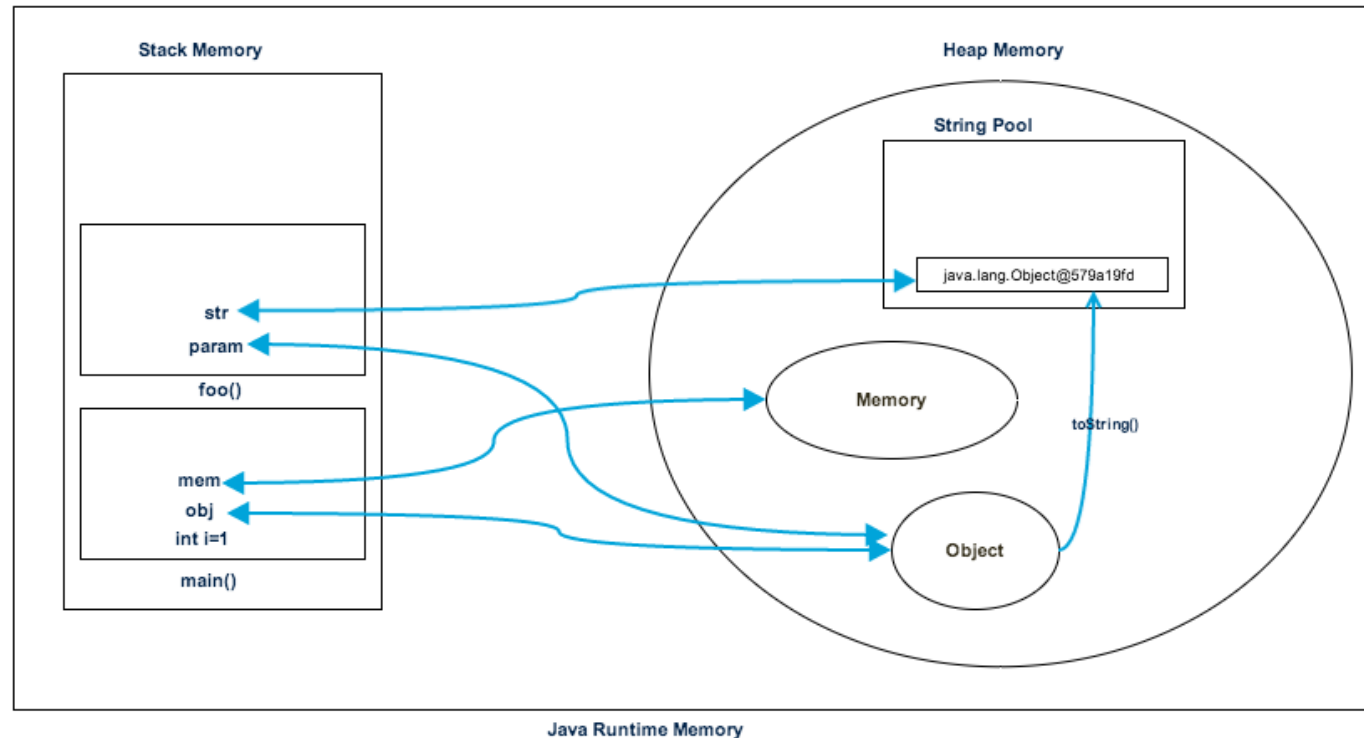 Stack Memory
Heap Memory
String Pool
java.lang.Object@579a19fd
str
param
foo()
Memory
toString()
mem
obj
int i=1
main()
Object
Java Runtime Memory